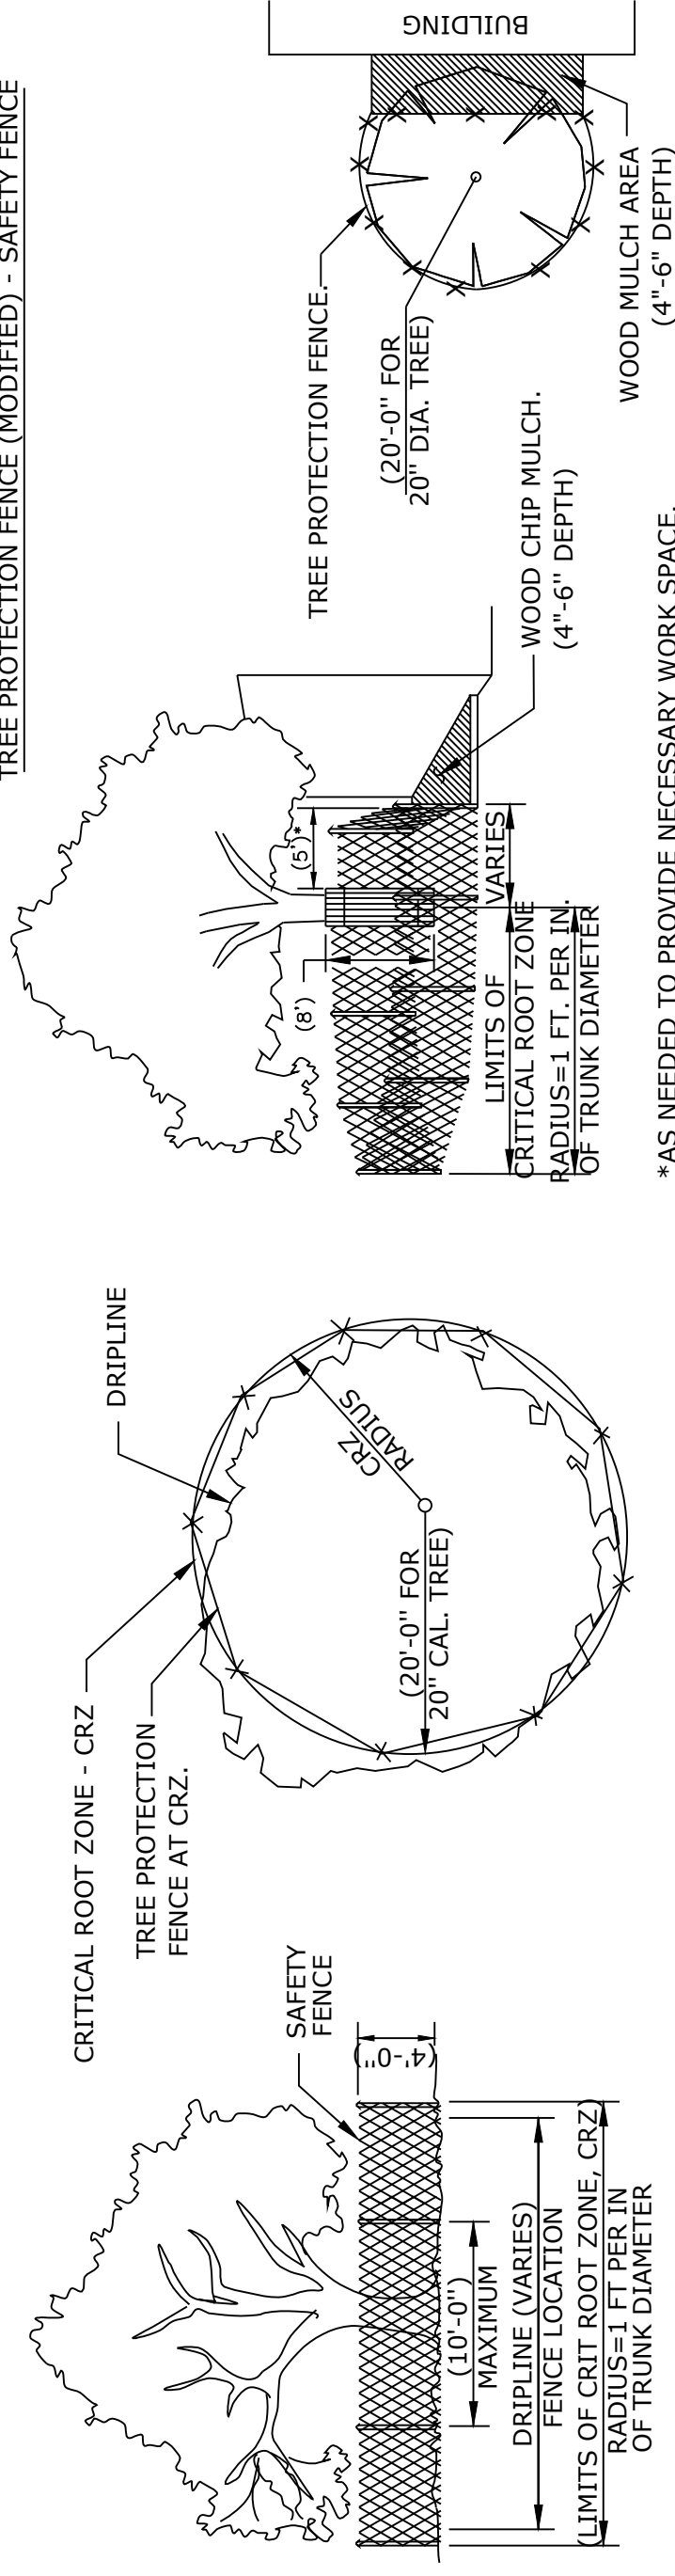 TREE PROTECTION FENCE (MODIFIED) - SAFETY FENCE
CRITICAL ROOT ZONE - CRZ
TREE PROTECTION
FENCE AT CRZ.
DRIPLINE
SAFETY
FENCE
(4'-0")
(10'-0")
MAXIMUM
DRIPLINE (VARIES)
FENCE LOCATION
(LIMITS OF CRIT ROOT ZONE, CRZ)
RADIUS=1 FT PER IN
OF TRUNK DIAMETER
CRZ
RADIUS
(20'-0" FOR
20" CAL. TREE)
(8')
(5')*
VARIES
LIMITS OF
CRITICAL ROOT ZONE
RADIUS=1 FT. PER IN.
OF TRUNK DIAMETER
WOOD CHIP MULCH.
(4"-6" DEPTH)
*AS NEEDED TO PROVIDE NECESSARY WORK SPACE.
TREE PROTECTION FENCE.
(20'-0" FOR
20" DIA. TREE)
BUILDING
WOOD MULCH AREA
(4"-6" DEPTH)